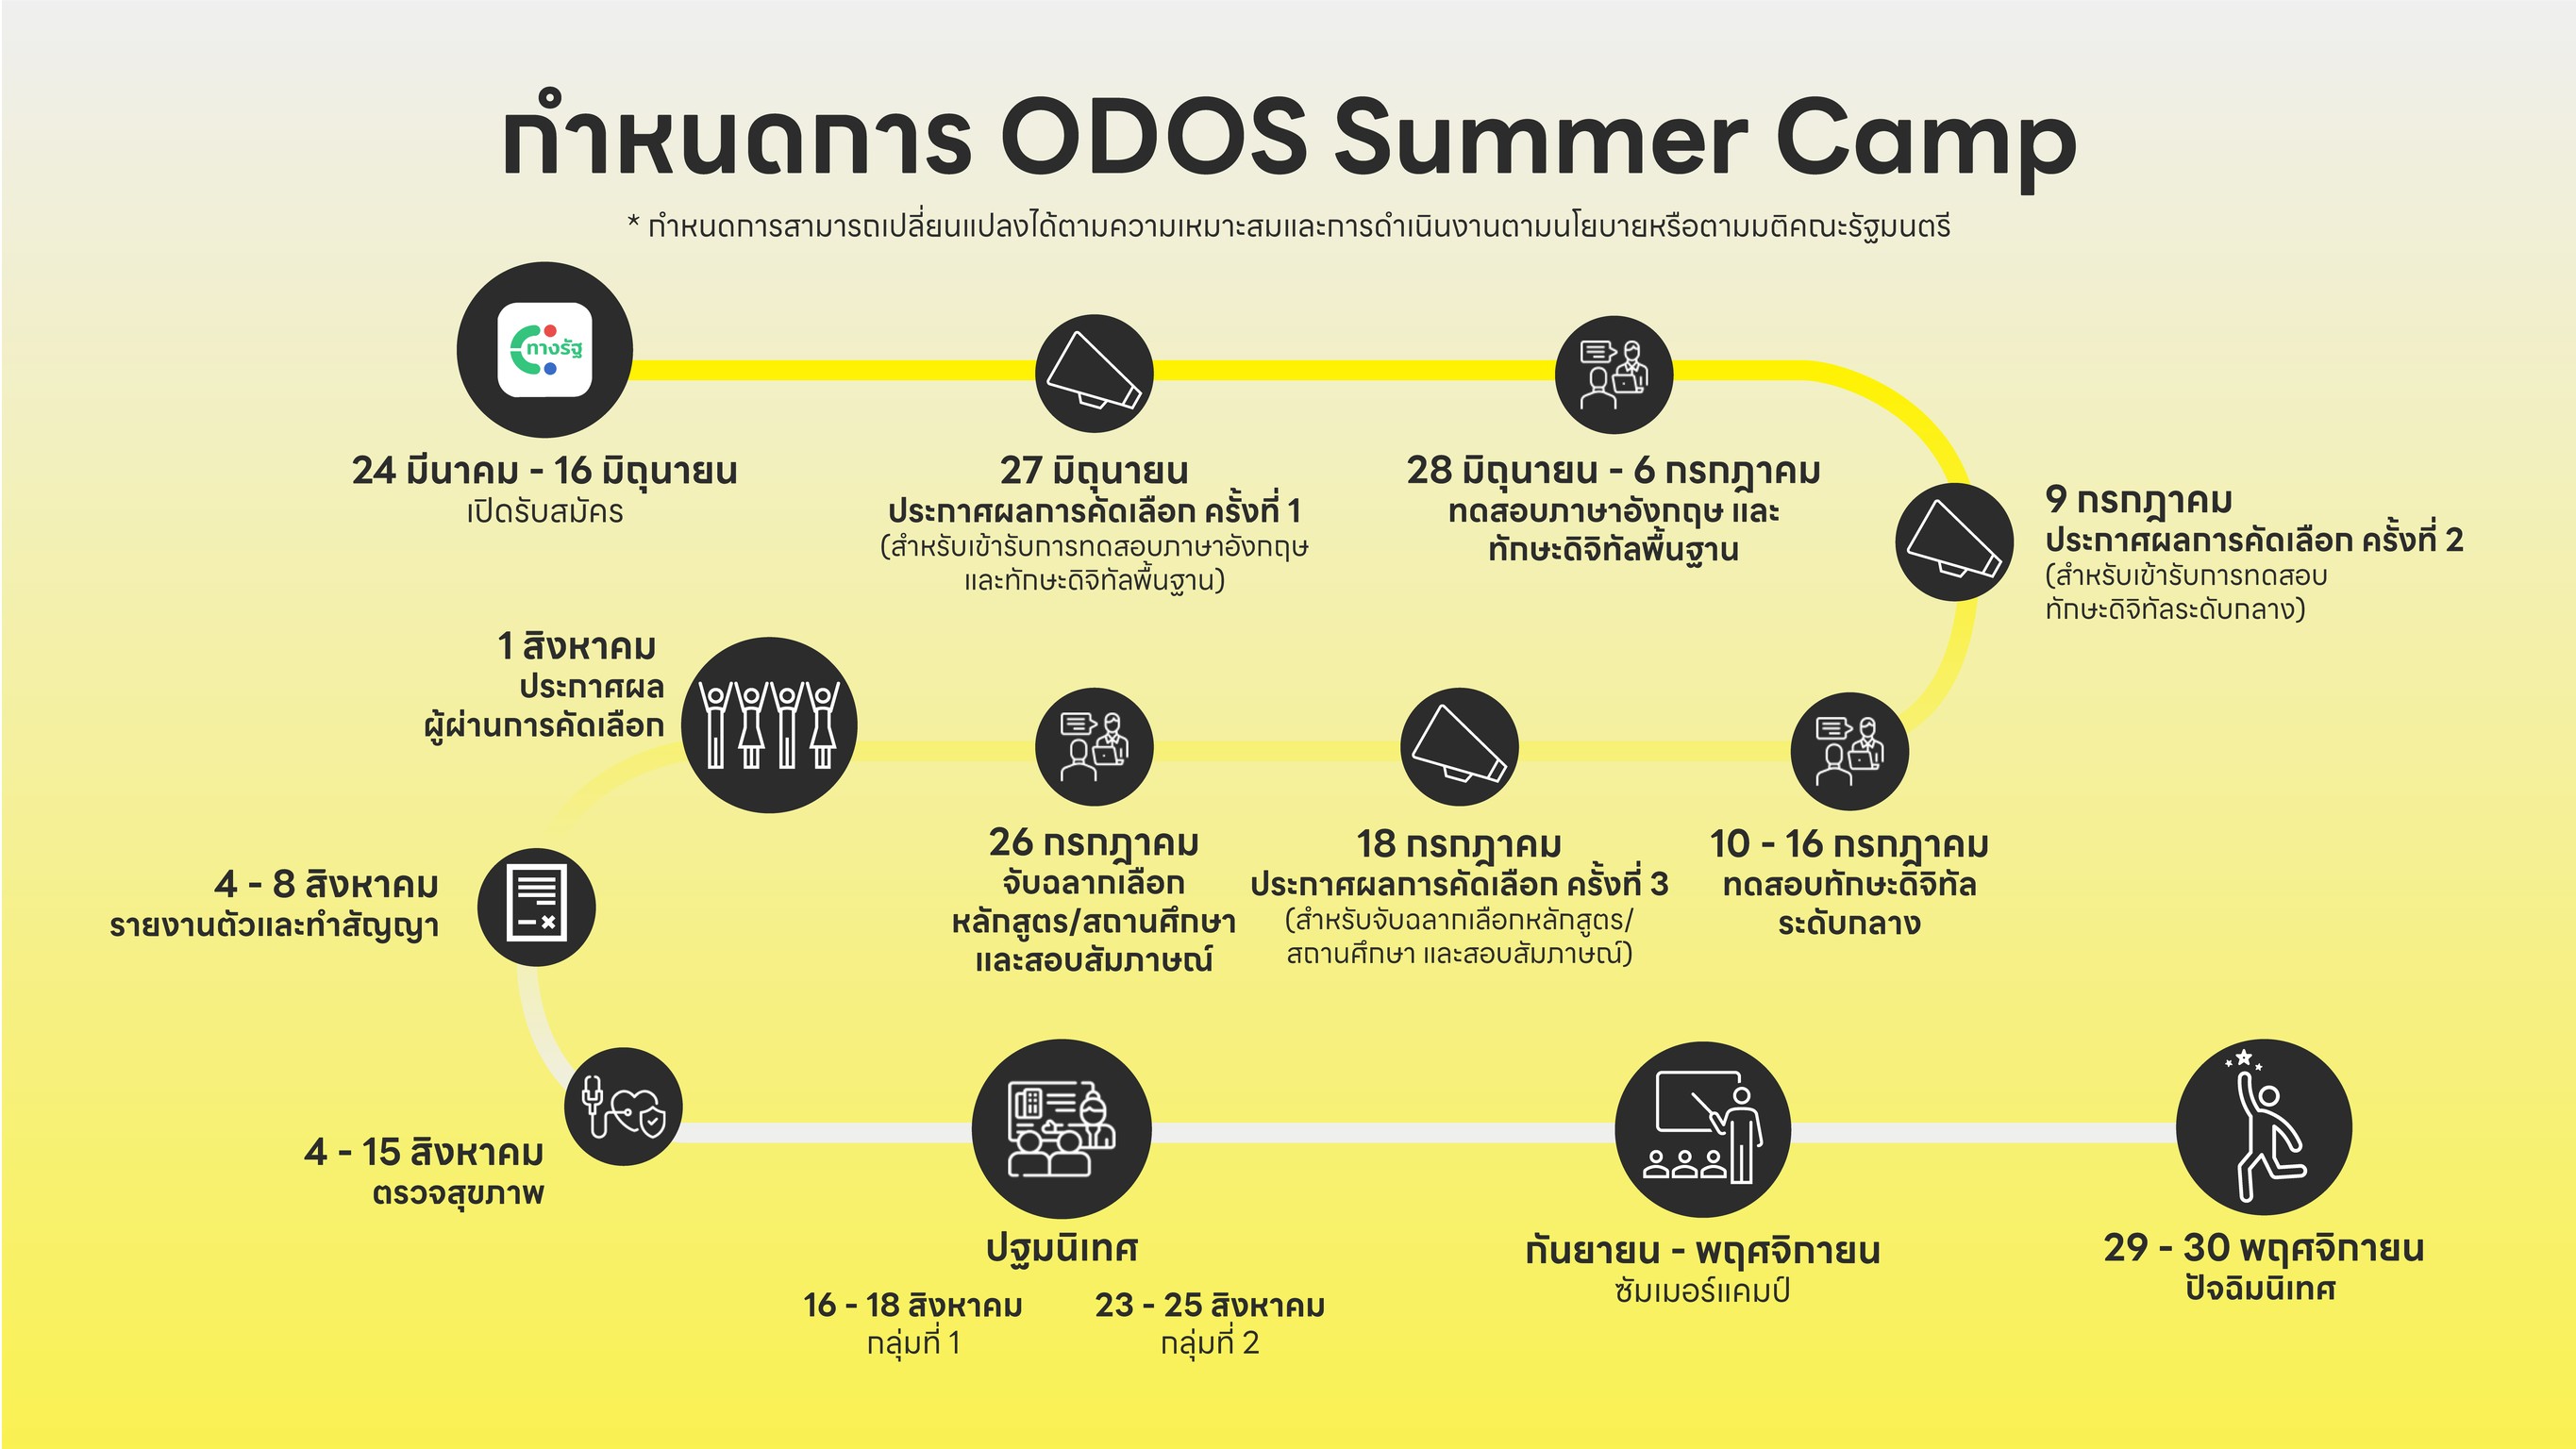 กำหนดการ ODOS Summer Camp
* กำหนดการสามารถเปลี่ยนแปลงได้ตามความเหมาะสมและการดำเนินงานตามนโยบายหรือตามมติคณะรัฐมนตรี
ทางรัฐ
24 มีนาคม - 16 มิถุนายน
เปิดรับสมัคร
27 มิถุนายน
ประกาศผลการคัดเลือก ครั้งที่ 1
(สำหรับเข้ารับการทดสอบภาษาอังกฤษ
และทักษะดิจิทัลพื้นฐาน)
28 มิถุนายน - 6 กรกฎาคม
ทดสอบภาษาอังกฤษ และ
ทักษะดิจิทัลพื้นฐาน
9 กรกฎาคม
ประกาศผลการคัดเลือก ครั้งที่ 2
(สำหรับเข้ารับการทดสอบ
ทักษะดิจิทัลระดับกลาง)
10 - 16 กรกฎาคม
ทดสอบทักษะดิจิทัล
ระดับกลาง
18 กรกฎาคม
ประกาศผลการคัดเลือก ครั้งที่ 3
(สำหรับจับฉลากเลือกหลักสูตร/
สถานศึกษา และสอบสัมภาษณ์)
26 กรกฎาคม
จับฉลากเลือก
หลักสูตร/สถานศึกษา
และสอบสัมภาษณ์
1 สิงหาคม
ประกาศผล
ผู้ผ่านการคัดเลือก
4 - 8 สิงหาคม
รายงานตัวและทำสัญญา
4 - 15 สิงหาคม
ตรวจสุขภาพ
ปฐมนิเทศ
16 - 18 สิงหาคม
กลุ่มที่ 1
23 - 25 สิงหาคม
กลุ่มที่ 2
กันยายน - พฤศจิกายน
ซัมเมอร์แคมป์
29 - 30 พฤศจิกายน
ปัจฉิมนิเทศ